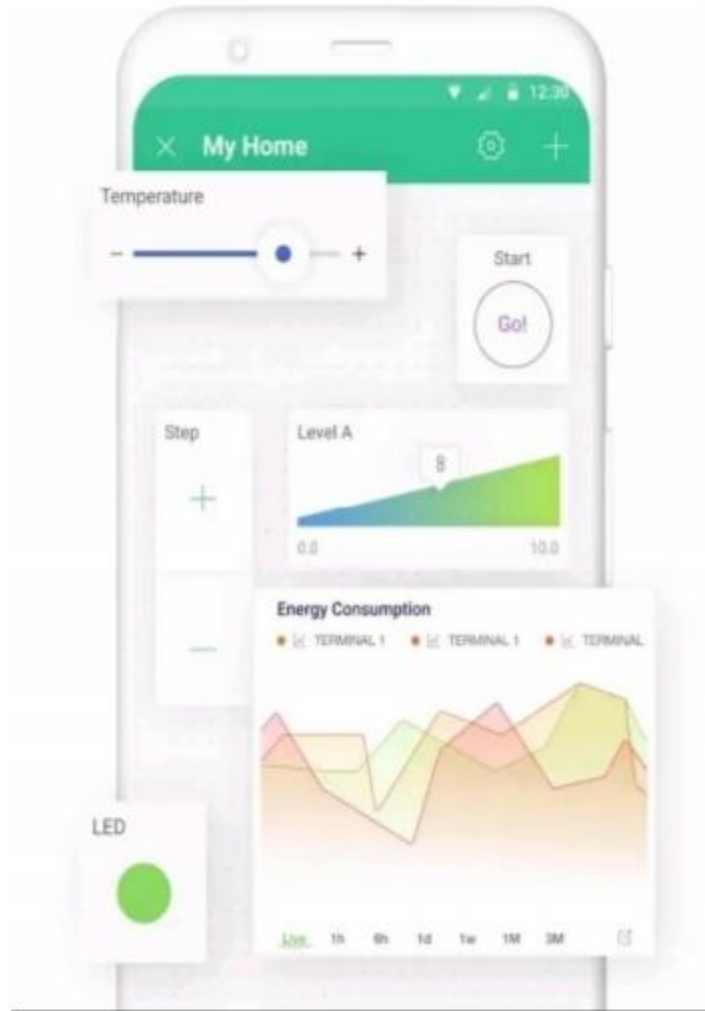 12:30
My Home
Temperature
− +
Start
Go!
Step
+
−
Level A
8
0.0 10.0
Energy Consumption
TERMINAL 1 TERMINAL 1 TERMINAL
LED
Live 1h 6h 1d 1w 1M 3M